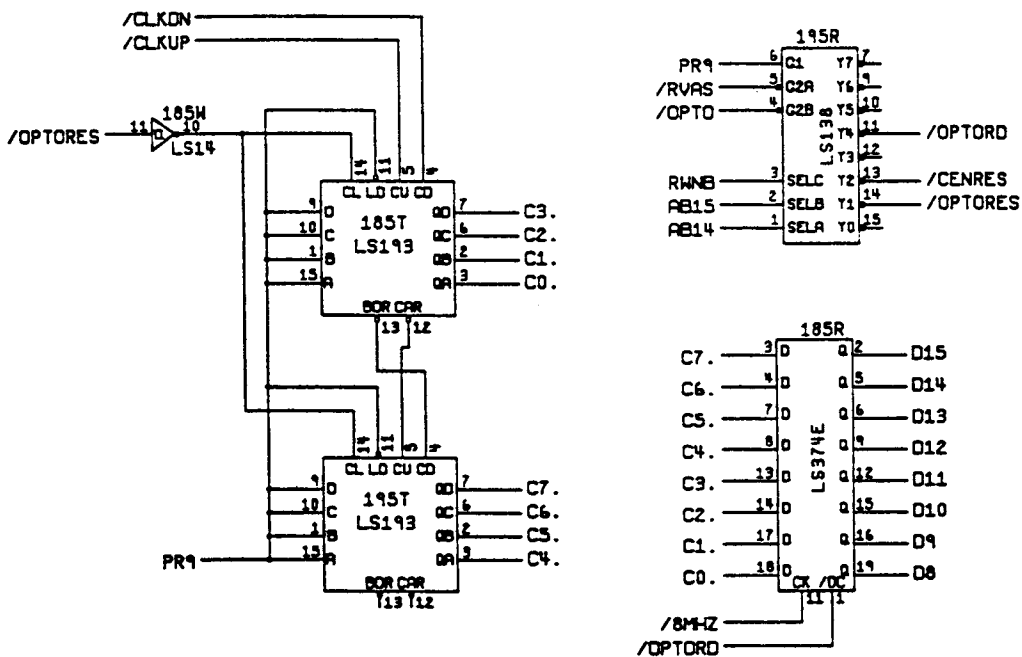 /CLKDN
/CLKUP
/OPTORES 11 185W 10
LS14
14 11 5 4
CL LD CU CD
9 D 185T QD 7 C3.
10 C LS193 QC 6 C2.
1 B QB 2 C1.
15 A QA 3 C0.
BOR CAR
13 12
14 11 5 4
CL LD CU CD
9 D 195T QD 7 C7.
10 C LS193 QC 6 C6.
1 B QB 2 C5.
PR9 15 A QA 3 C4.
BOR CAR
13 12
195R
PR9 6 G1 Y7 7
/RVAS 5 G2A Y6 9
/OPTO 4 G2B Y5 10
LS138
Y4 11 /OPTORD
Y3 12
RWNB 3 SELC Y2 13 /CENRES
AB15 2 SELB Y1 14 /OPTORES
AB14 1 SELA Y0 15
185R
C7. 3 D Q 2 D15
C6. 4 D Q 5 D14
C5. 7 D Q 6 D13
C4. 8 D Q 9 D12
LS374E
C3. 13 D Q 12 D11
C2. 14 D Q 15 D10
C1. 17 D Q 16 D9
C0. 18 D Q 19 D8
CK /OC
11 1
/8MHZ
/OPTORD